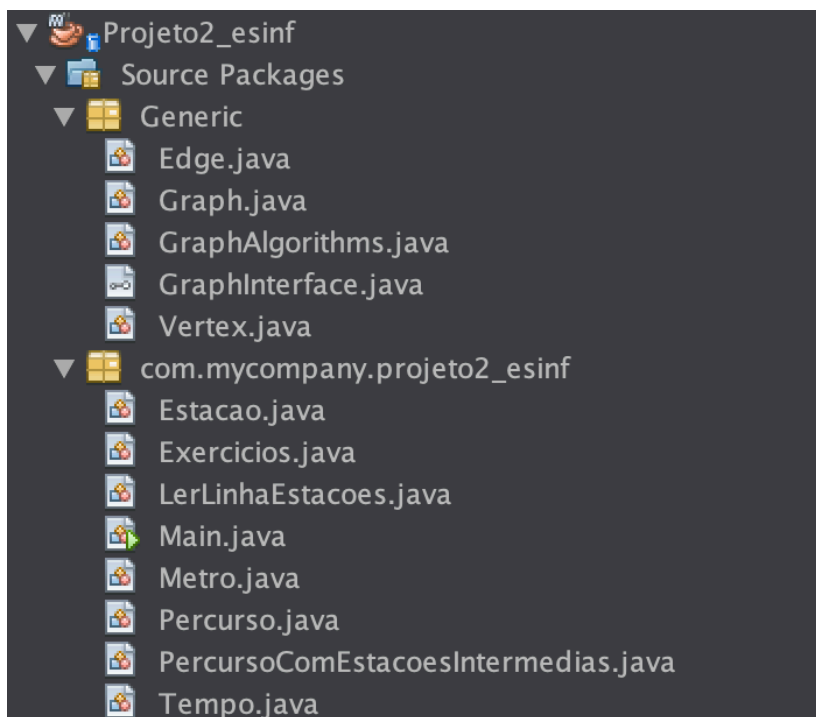 Projeto2_esinf
Source Packages
Generic
Edge.java
Graph.java
GraphAlgorithms.java
GraphInterface.java
Vertex.java
com.mycompany.projeto2_esinf
Estacao.java
Exercicios.java
LerLinhaEstacoes.java
Main.java
Metro.java
Percurso.java
PercursoComEstacoesIntermedias.java
Tempo.java